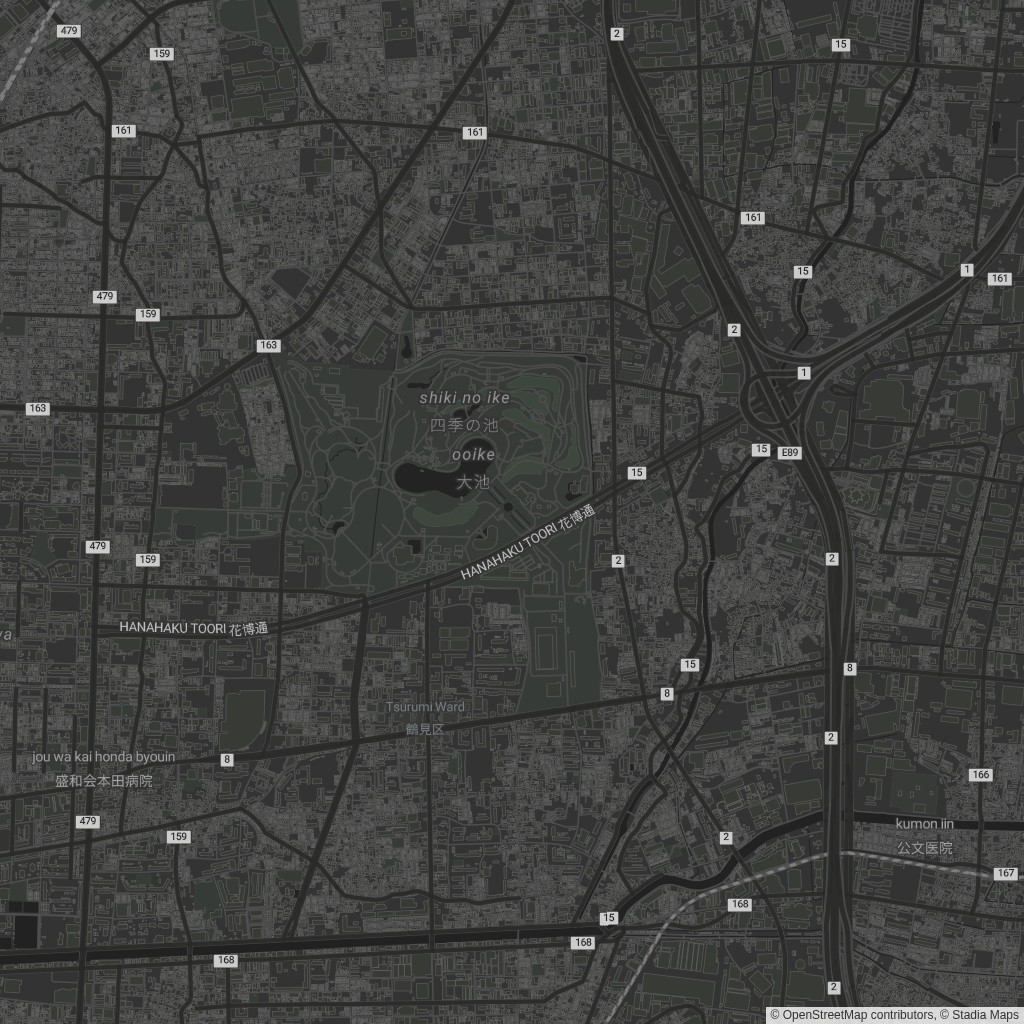 479
2
159
15
161
161
161
15
1
161
479
159
2
163
1
shiki no ike
163
四季の池
15
E89
ooike
15
大池
HANAHAKU TOORI 花博通
479
159
2
2
HANAHAKU TOORI 花博通
ya
15
8
8
Tsurumi Ward
鶴見区
2
jou wa kai honda byouin
8
盛和会本田病院
166
479
kumon iin
159
2
公文医院
167
168
15
168
168
2
© OpenStreetMap contributors, © Stadia Maps